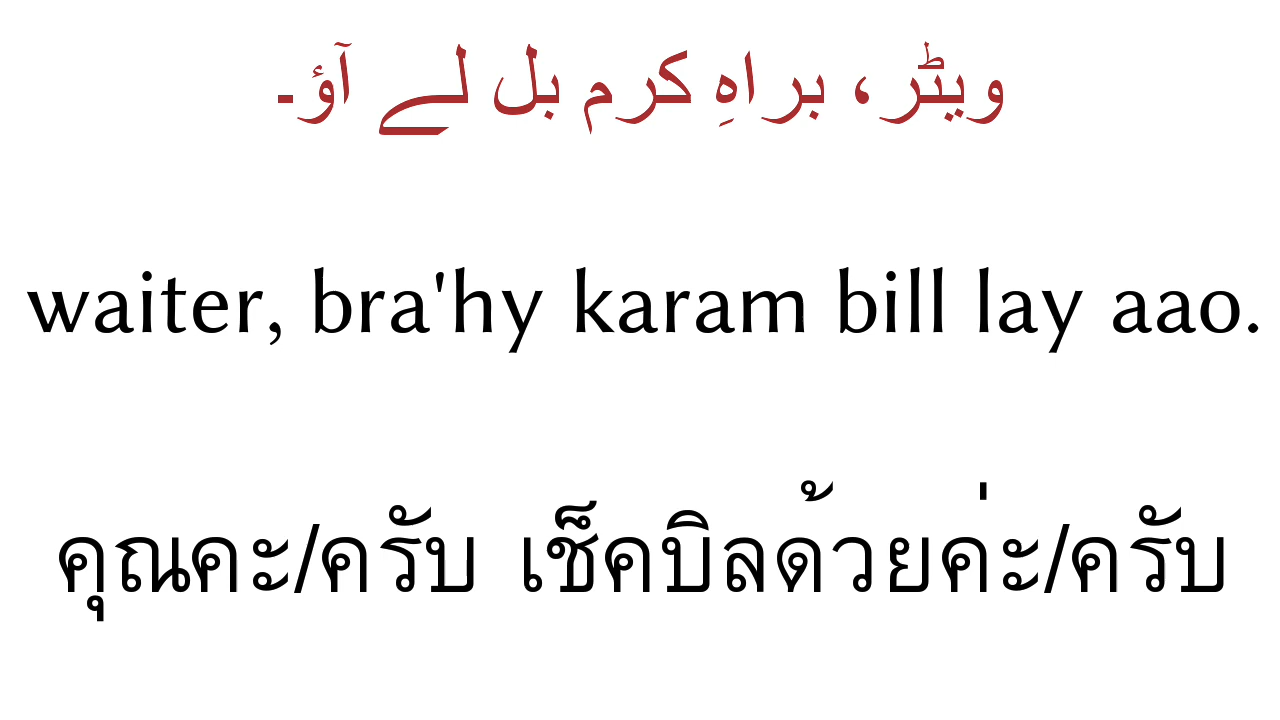 ویٹر، براہِ کرم بل لے آؤ۔
waiter, bra'hy karam bill lay aao.
คุณคะ/ครับ เช็คบิลด้วยค่ะ/ครับ